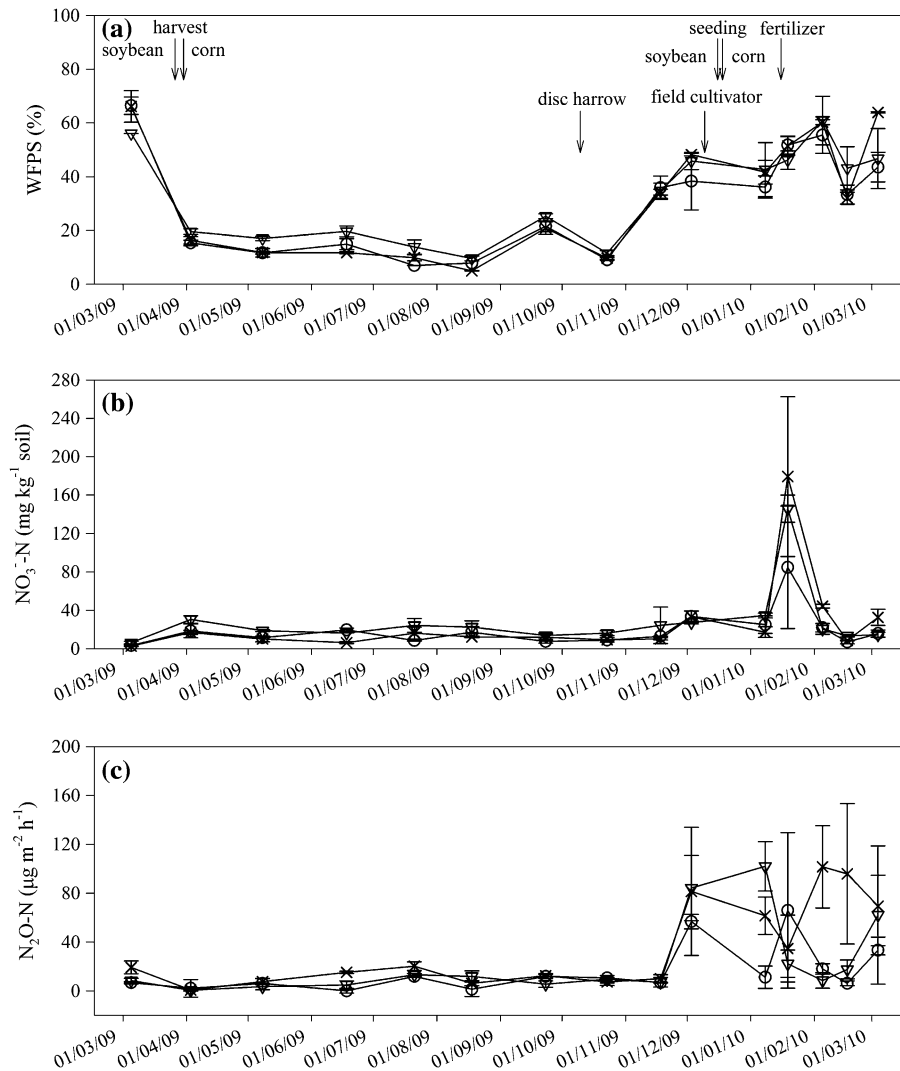 (a)
harvest
soybean corn
disc harrow
seeding
soybean corn
field cultivator
fertilizer
WFPS (%)
100
80
60
40
20
0
01/03/09 01/04/09 01/05/09 01/06/09 01/07/09 01/08/09 01/09/09 01/10/09 01/11/09 01/12/09 01/01/10 01/02/10 01/03/10
(b)
NO₃⁻-N (mg kg⁻¹ soil)
280
240
200
160
120
80
40
0
01/03/09 01/04/09 01/05/09 01/06/09 01/07/09 01/08/09 01/09/09 01/10/09 01/11/09 01/12/09 01/01/10 01/02/10 01/03/10
(c)
N₂O-N (µg m⁻² h⁻¹)
200
160
120
80
40
0
01/03/09 01/04/09 01/05/09 01/06/09 01/07/09 01/08/09 01/09/09 01/10/09 01/11/09 01/12/09 01/01/10 01/02/10 01/03/10